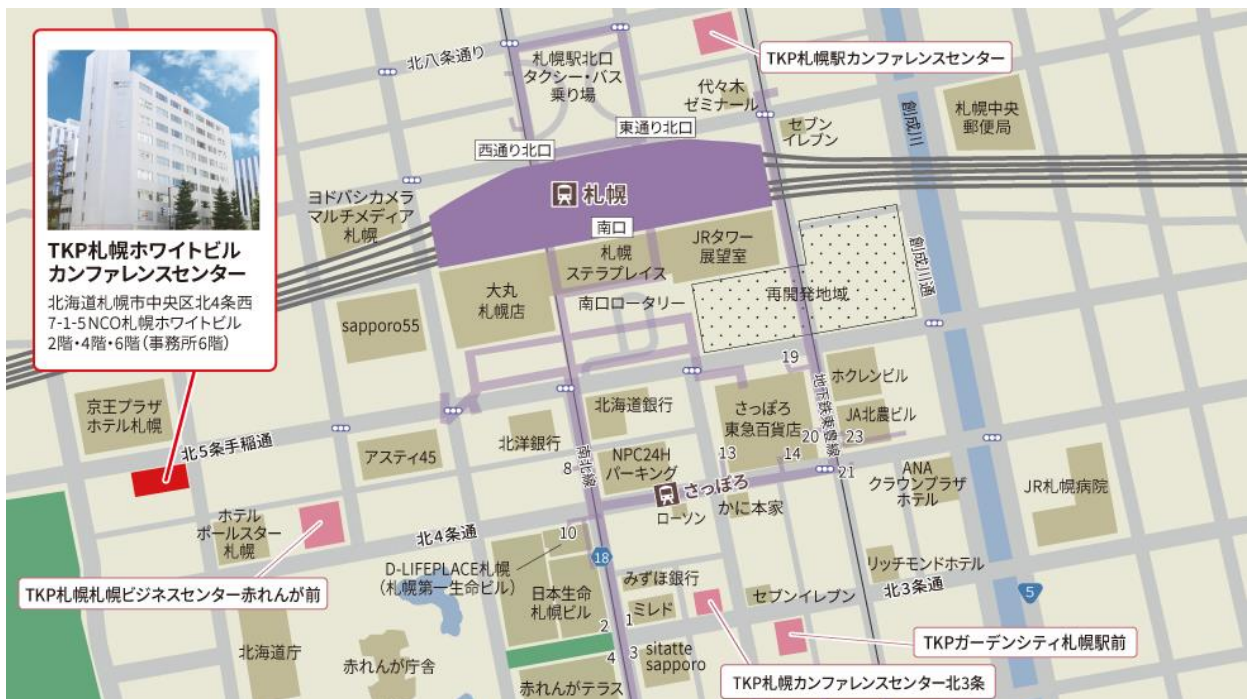 TKP札幌ホワイトビル
カンファレンスセンター
北海道札幌市中央区北4条西
7-1-5 NCO札幌ホワイトビル
2階・4階・6階(事務所6階)
北八条通り
札幌駅北口
タクシー・バス
乗り場
TKP札幌駅カンファレンスセンター
代々木
ゼミナール
セブン
イレブン
創成川
札幌中央
郵便局
東通り北口
西通り北口
札幌
南口
ヨドバシカメラ
マルチメディア
札幌
大丸
札幌店
札幌
ステラプレイス
JRタワー
展望室
南口ロータリー
再開発地域
創成川通
sapporo55
京王プラザ
ホテル札幌
北5条手稲通
アスティ45
北洋銀行
北海道銀行
さっぽろ
東急百貨店
19
地下鉄東豊線
ホクレンビル
JA北農ビル
20
23
NPC24H
パーキング
13
14
21
8
南北線
さっぽろ
ローソン
かに本家
ANA
クラウンプラザ
ホテル
JR札幌病院
ホテル
ポールスター
札幌
北4条通
10
18
D-LIFEPLACE札幌
(札幌第一生命ビル)
日本生命
札幌ビル
みずほ銀行
ミレド
1
2
3
4
セブンイレブン
リッチモンドホテル
北3条通
5
TKP札幌札幌ビジネスセンター赤れんが前
北海道庁
赤れんが庁舎
赤れんがテラス
sitatte
sapporo
TKPガーデンシティ札幌駅前
TKP札幌カンファレンスセンター北3条